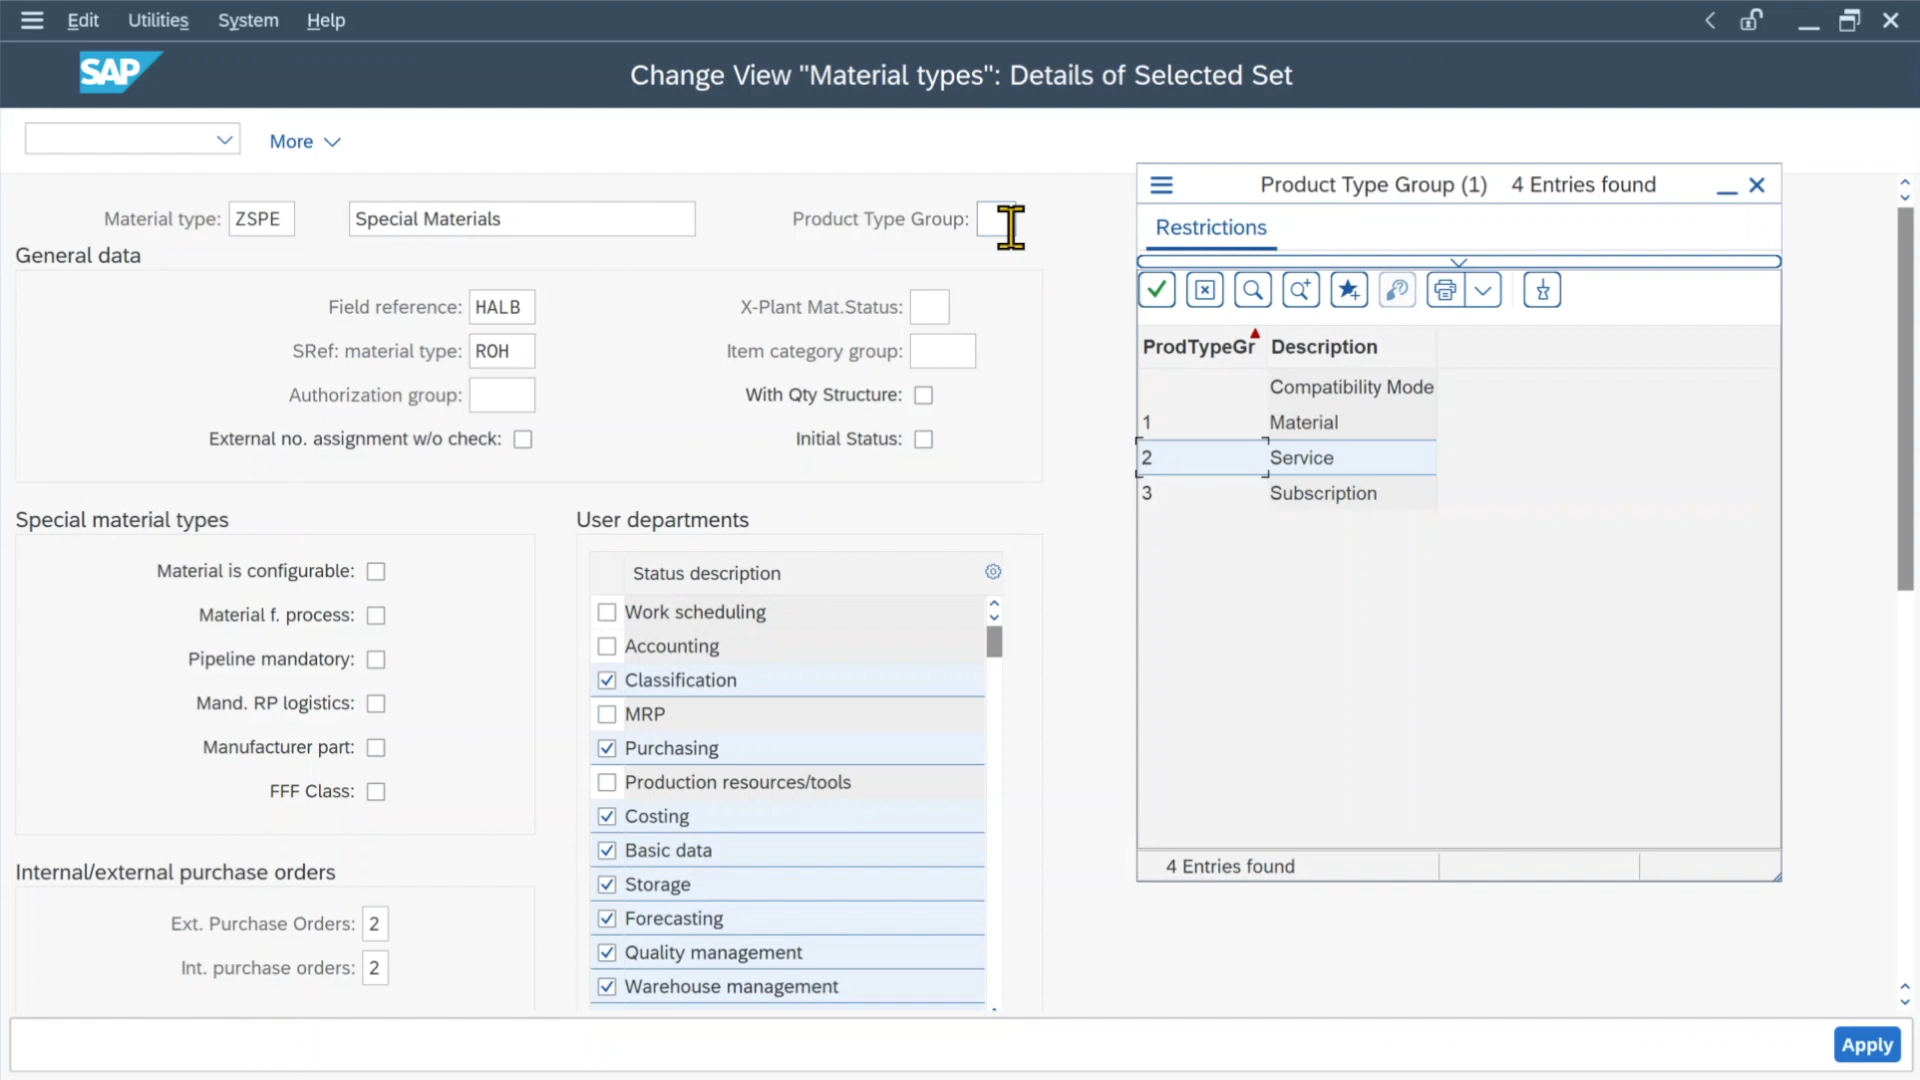 Edit Utilities System Help
SAP
Change View "Material types": Details of Selected Set
More
Material type: ZSPE Special Materials Product Type Group:
General data
Field reference: HALB X-Plant Mat.Status:
SRef: material type: ROH Item category group:
Authorization group: With Qty Structure:
External no. assignment w/o check: Initial Status:
Special material types
Material is configurable:
Material f. process:
Pipeline mandatory:
Mand. RP logistics:
Manufacturer part:
FFF Class:
Internal/external purchase orders
Ext. Purchase Orders: 2
Int. purchase orders: 2
User departments
Status description
Work scheduling
Accounting
Classification
MRP
Purchasing
Production resources/tools
Costing
Basic data
Storage
Forecasting
Quality management
Warehouse management
Product Type Group (1) 4 Entries found
Restrictions
ProdTypeGr Description
Compatibility Mode
1 Material
2 Service
3 Subscription
4 Entries found
Apply